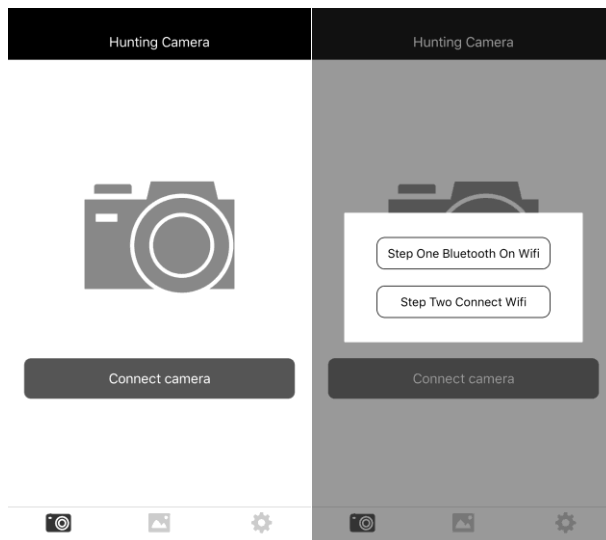 Hunting Camera
Connect camera
Hunting Camera
Step One Bluetooth On Wifi
Step Two Connect Wifi
Connect camera